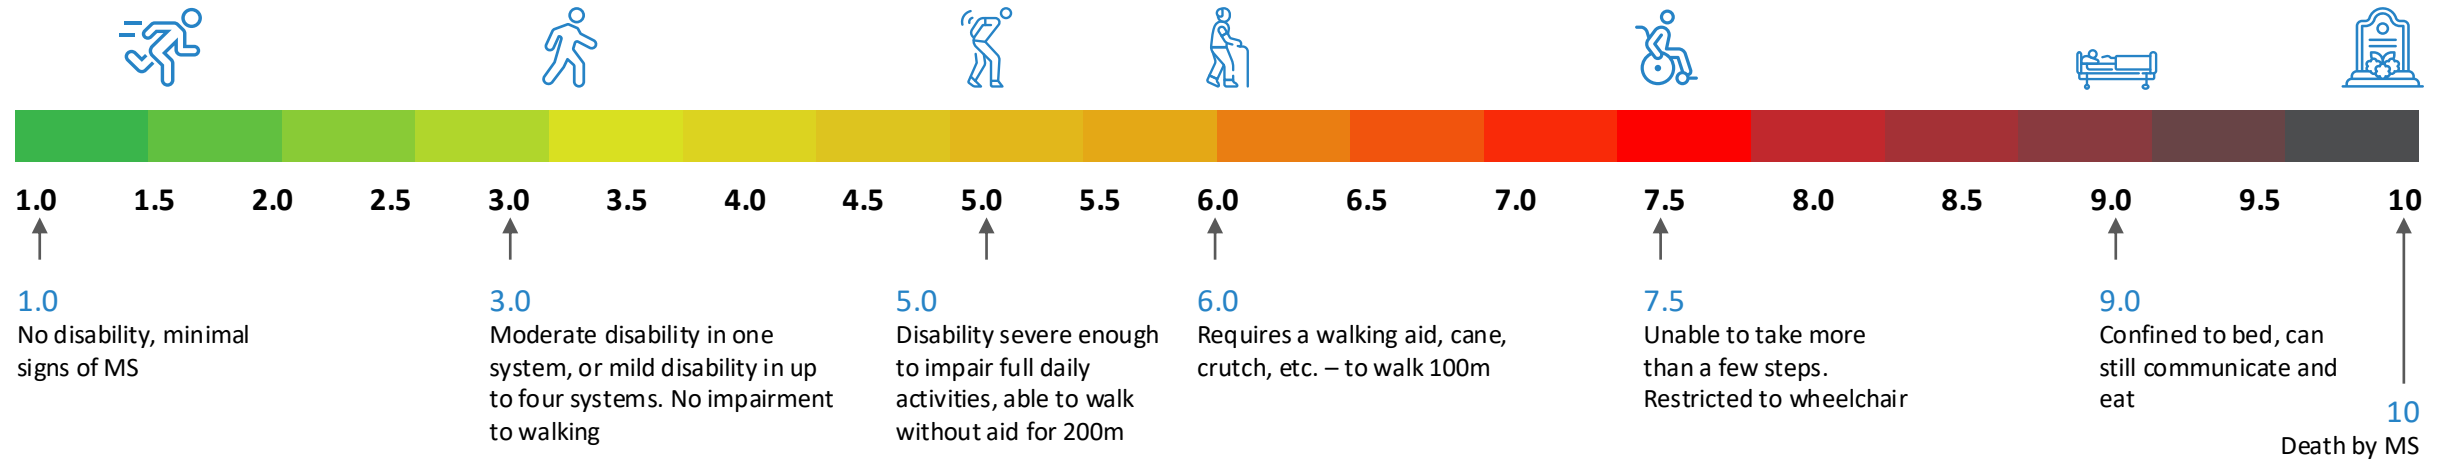 1.0 1.5 2.0 2.5 3.0 3.5 4.0 4.5 5.0 5.5 6.0 6.5 7.0 7.5 8.0 8.5 9.0 9.5 10
1.0
No disability, minimal
signs of MS
3.0
Moderate disability in one
system, or mild disability in up
to four systems. No impairment
to walking
5.0
Disability severe enough
to impair full daily
activities, able to walk
without aid for 200m
6.0
Requires a walking aid, cane,
crutch, etc. – to walk 100m
7.5
Unable to take more
than a few steps.
Restricted to wheelchair
9.0
Confined to bed, can
still communicate and
eat
10
Death by MS